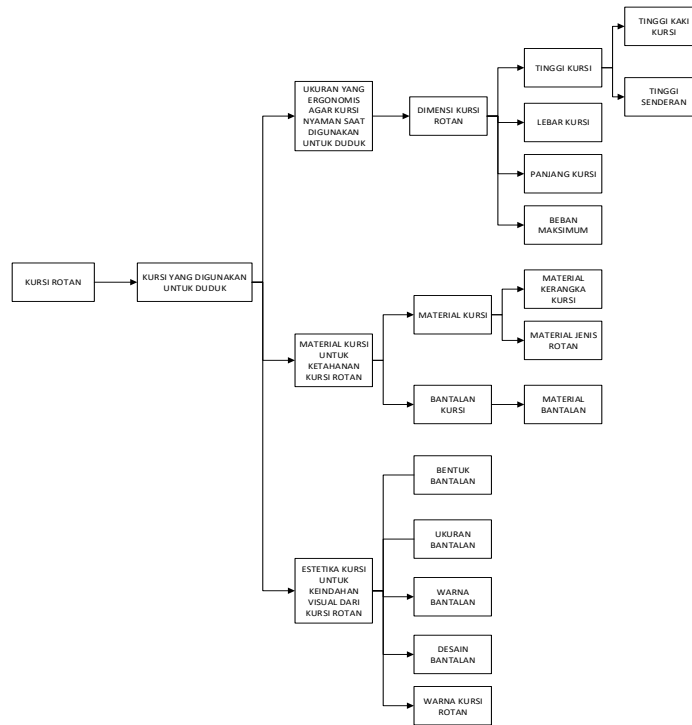 TINGGI KAKI
KURSI
TINGGI KURSI
TINGGI
SENDERAN
UKURAN YANG
ERGONOMIS
AGAR KURSI
NYAMAN SAAT
DIGUNAKAN
UNTUK DUDUK
DIMENSI KURSI
ROTAN
LEBAR KURSI
PANJANG KURSI
BEBAN
MAKSIMUM
KURSI ROTAN
KURSI YANG DIGUNAKAN
UNTUK DUDUK
MATERIAL
KERANGKA
KURSI
MATERIAL KURSI
MATERIAL JENIS
ROTAN
MATERIAL KURSI
UNTUK
KETAHANAN
KURSI ROTAN
BANTALAN
KURSI
MATERIAL
BANTALAN
BENTUK
BANTALAN
UKURAN
BANTALAN
ESTETIKA KURSI
UNTUK
KEINDAHAN
VISUAL DARI
KURSI ROTAN
WARNA
BANTALAN
DESAIN
BANTALAN
WARNA KURSI
ROTAN